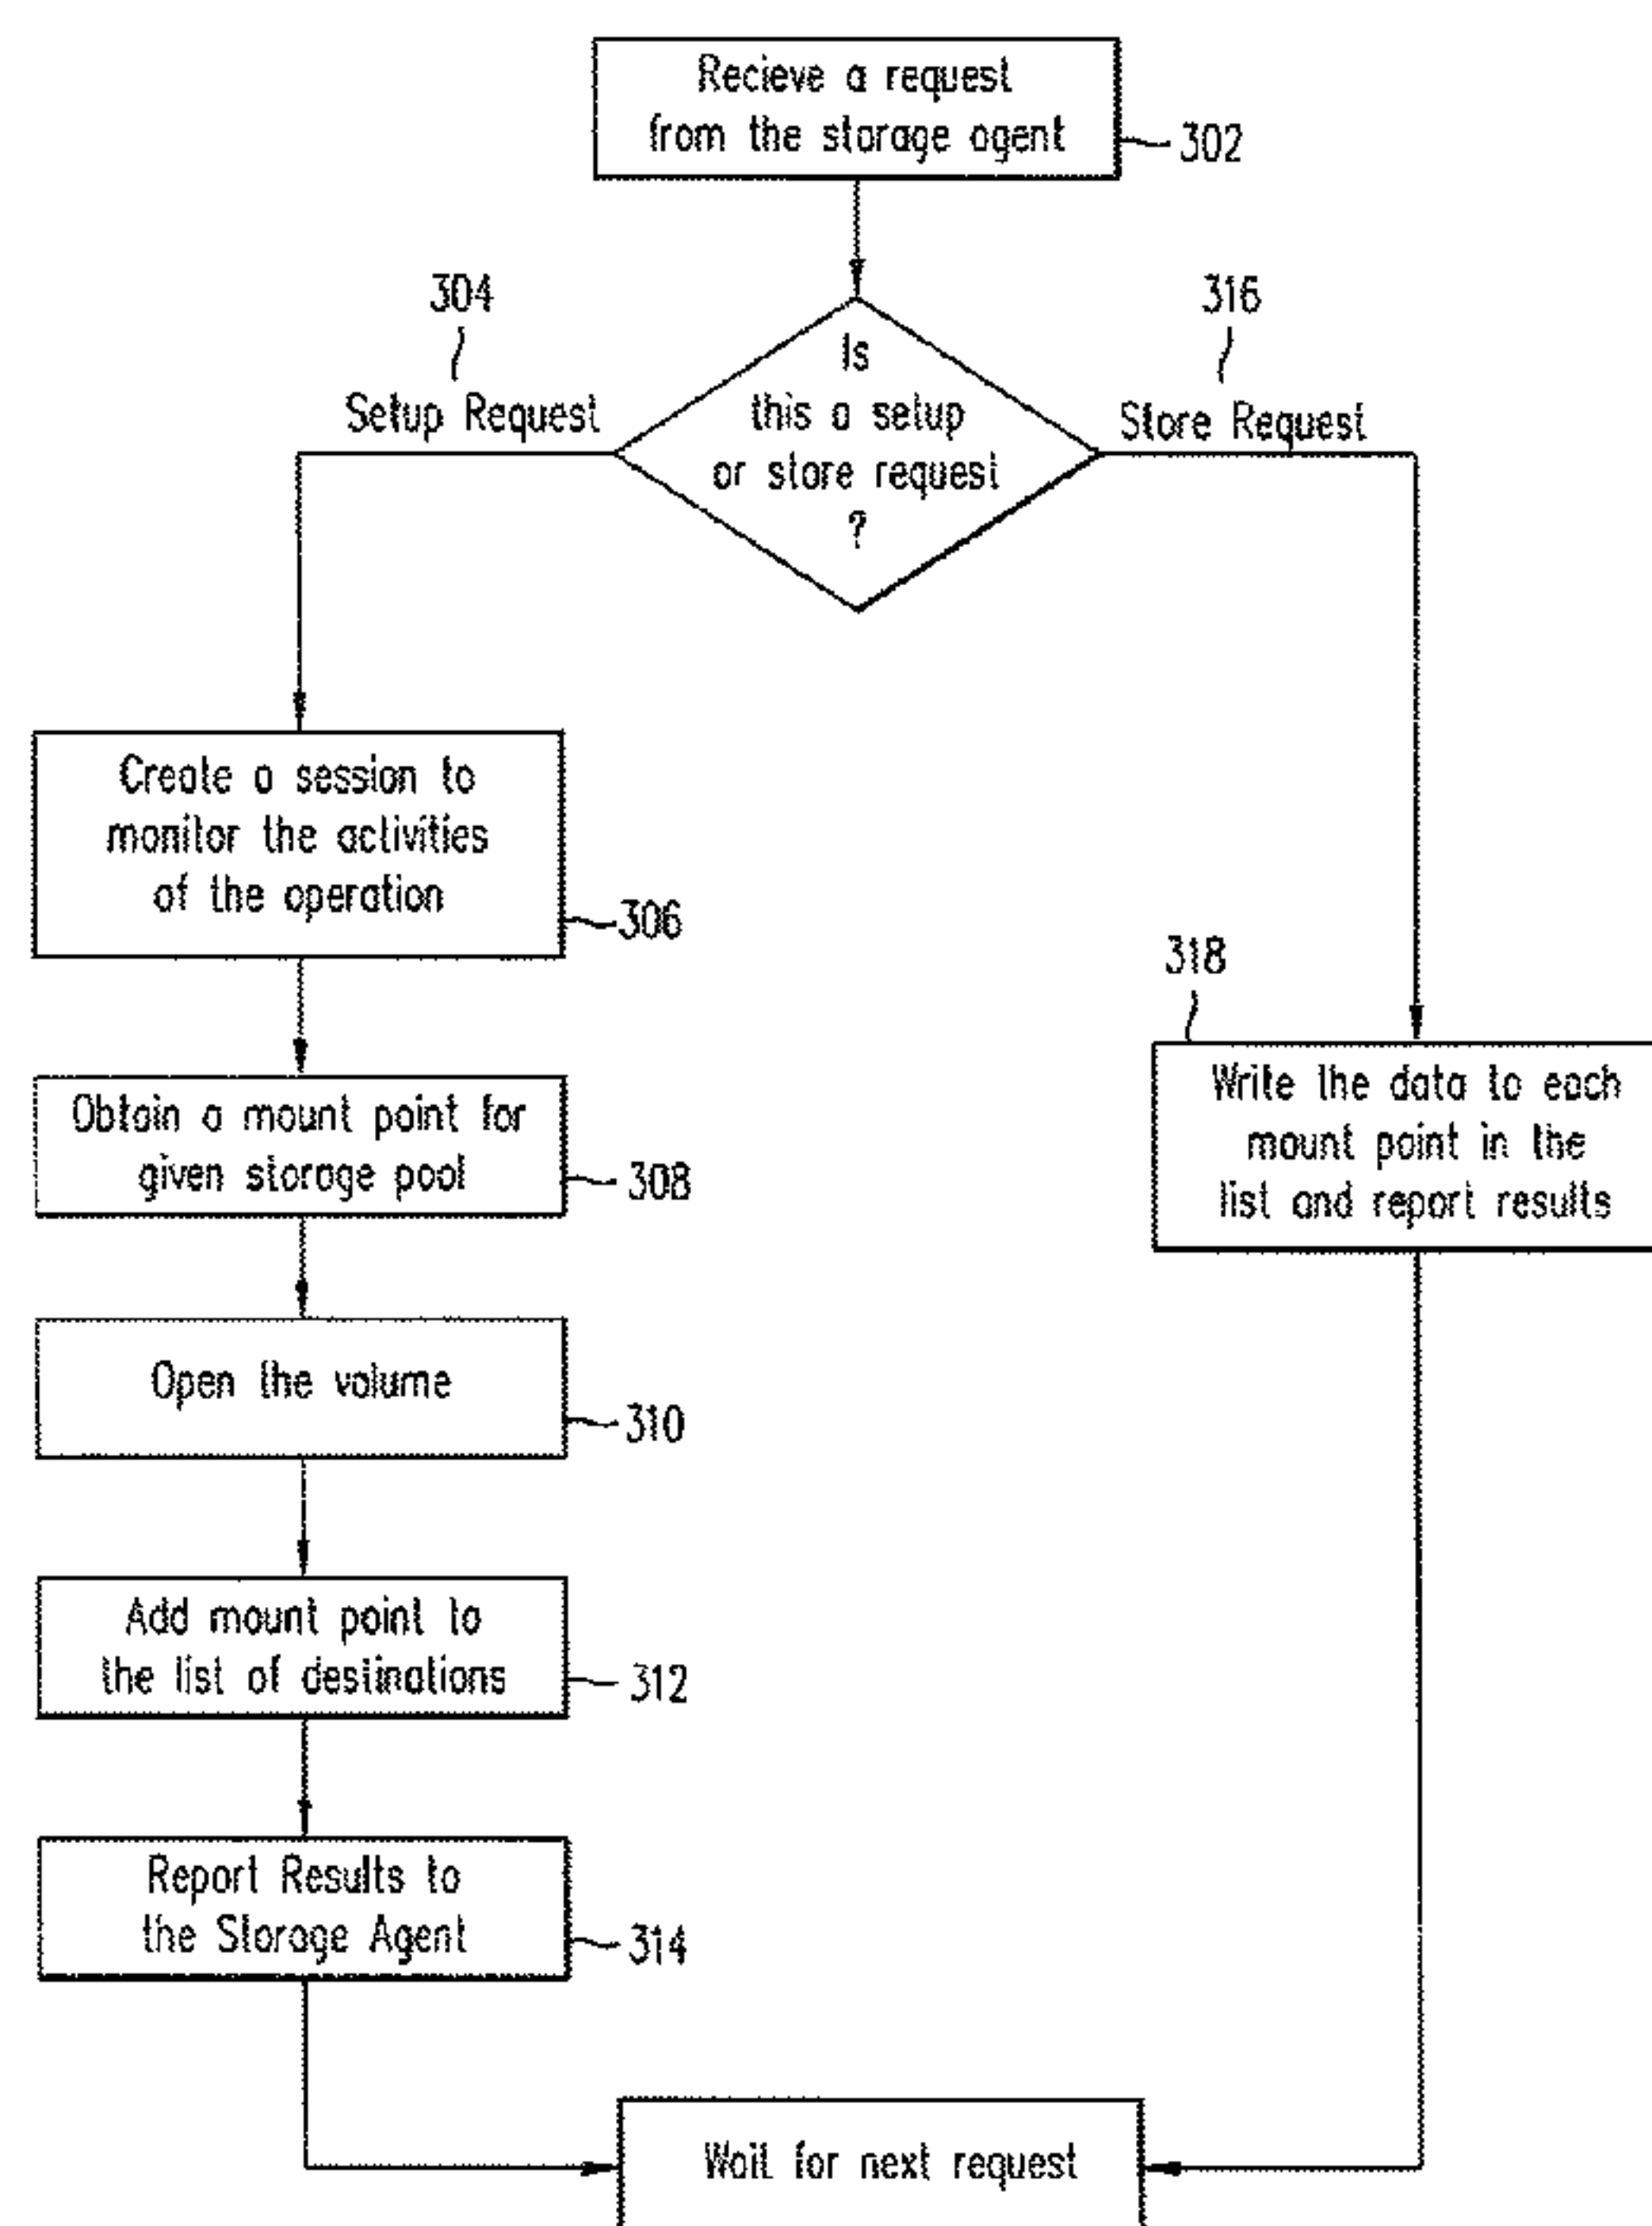 Recieve a request
from the storage agent
302
304
316
Is
this a setup
or store request
?
Setup Request
Store Request
Create a session to
monitor the activities
of the operation
306
318
Obtain a mount point for
given storage pool
308
Write the data to each
mount point in the
list and report results
Open the volume
310
Add mount point to
the list of destinations
312
Report Results to
the Storage Agent
314
Wait for next request